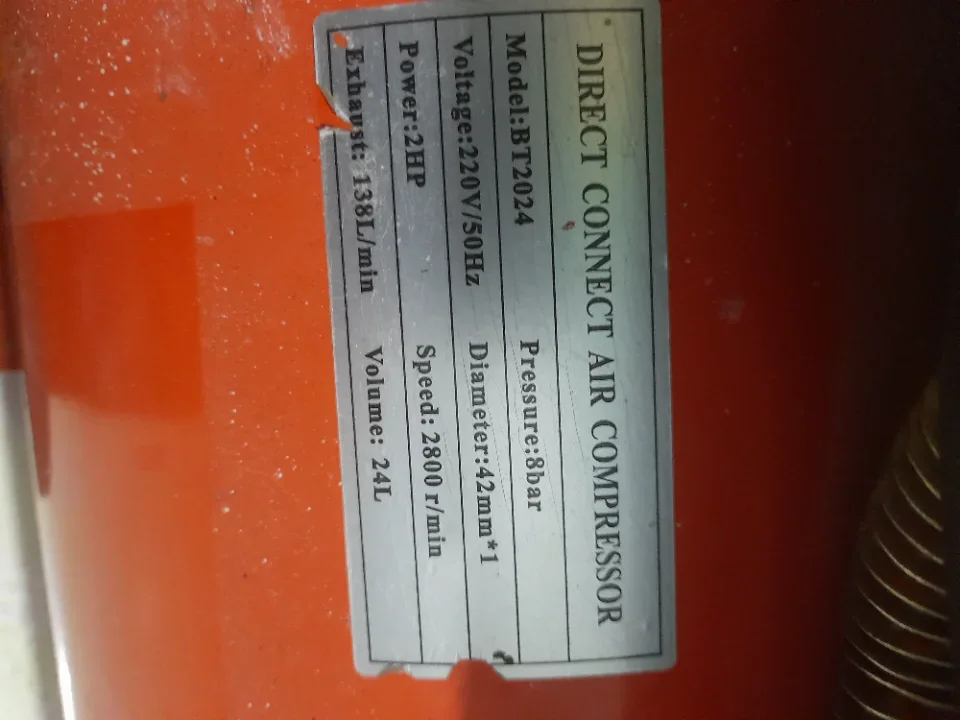 DIRECT CONNECT AIR COMPRESSOR
Model:BT2024 Pressure:8bar
Voltage:220V/50Hz Diameter:42mm*1
Power:2HP Speed: 2800 r/min
Exhaust: 138L/min Volume: 24L